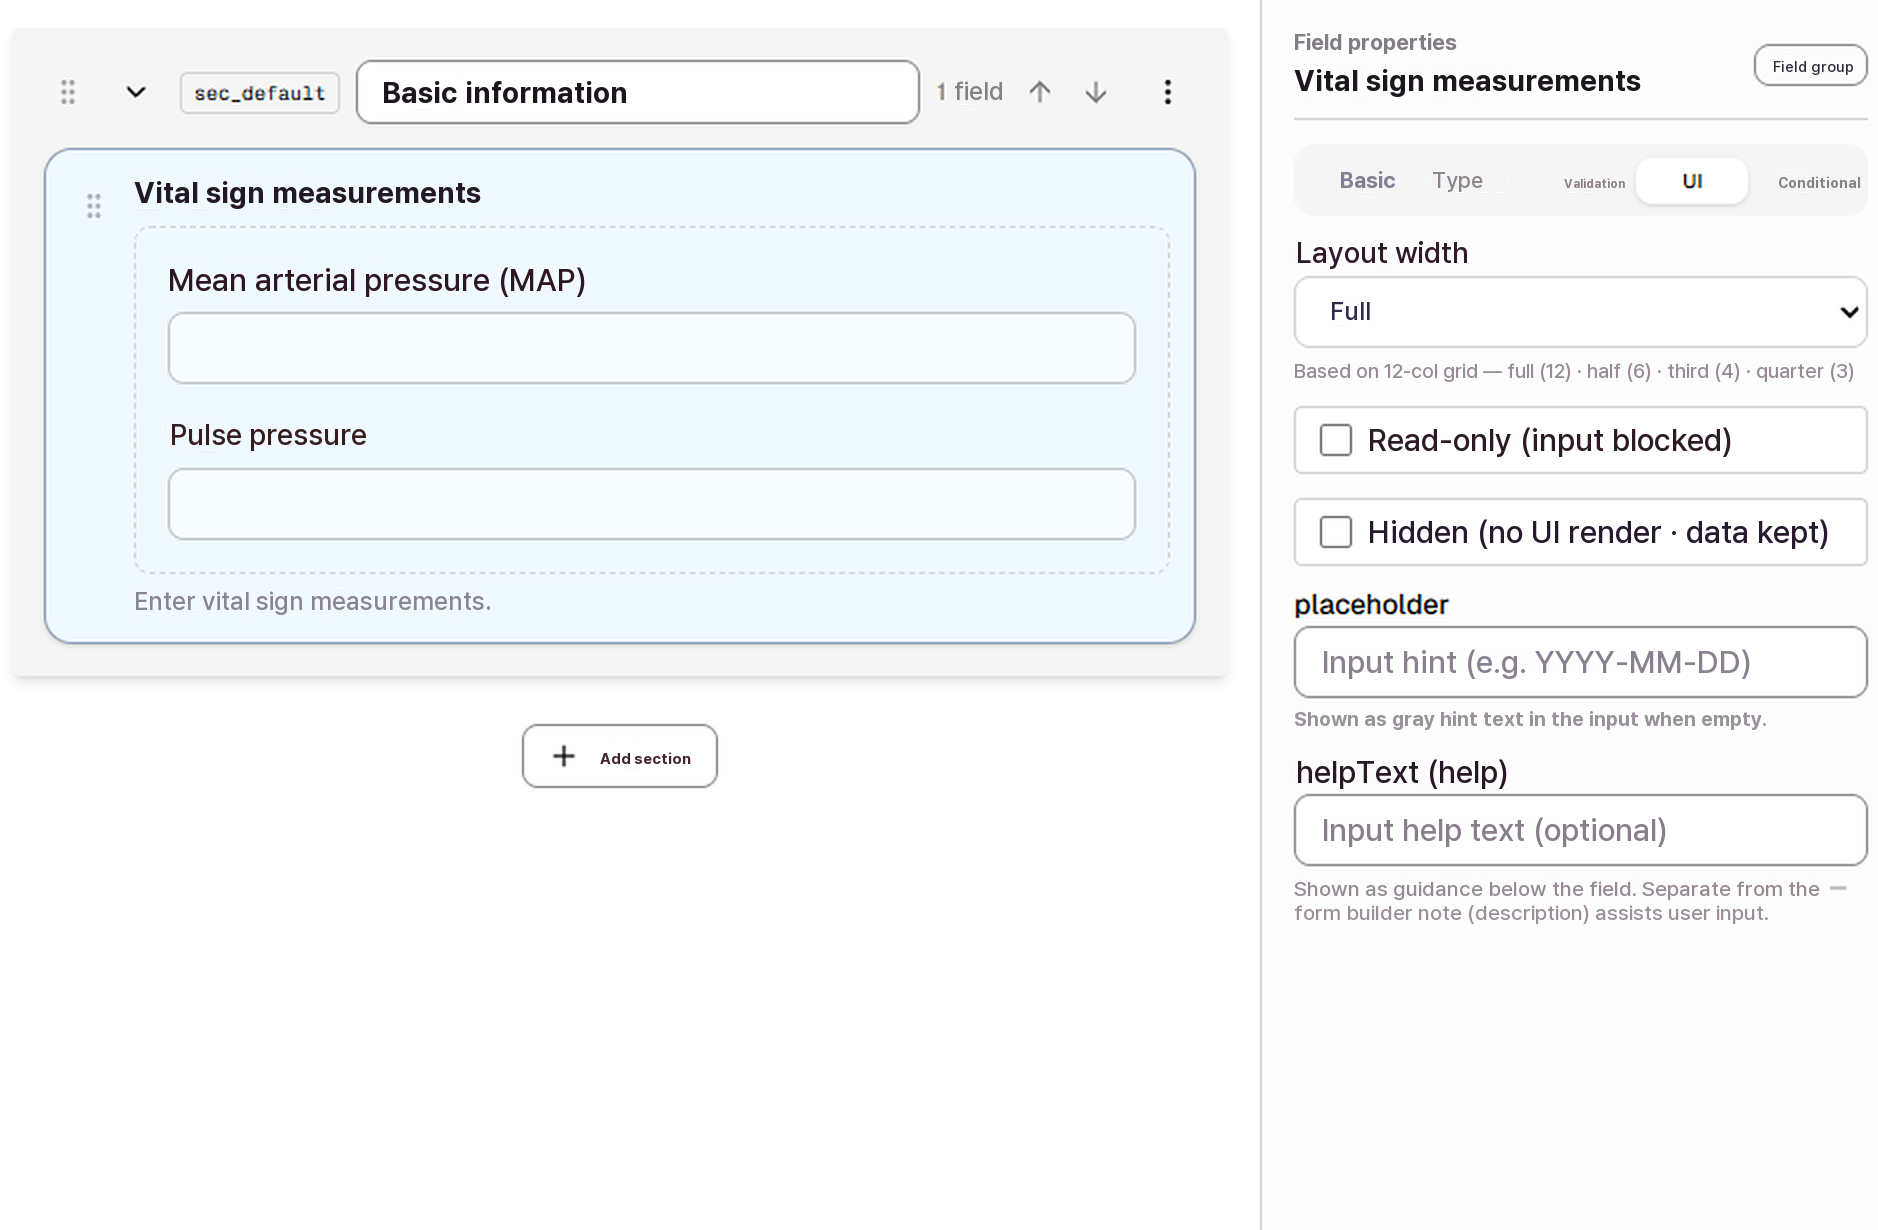 sec_default
Basic information
1 field
Vital sign measurements
Mean arterial pressure (MAP)
Pulse pressure
Enter vital sign measurements.
Add section
Field properties
Vital sign measurements
Field group
Basic
Type
Validation
UI
Conditional
Layout width
Full
Based on 12-col grid — full (12) · half (6) · third (4) · quarter (3)
Read-only (input blocked)
Hidden (no UI render · data kept)
placeholder
Input hint (e.g. YYYY-MM-DD)
Shown as gray hint text in the input when empty.
helpText (help)
Input help text (optional)
Shown as guidance below the field. Separate from the —
form builder note (description) assists user input.